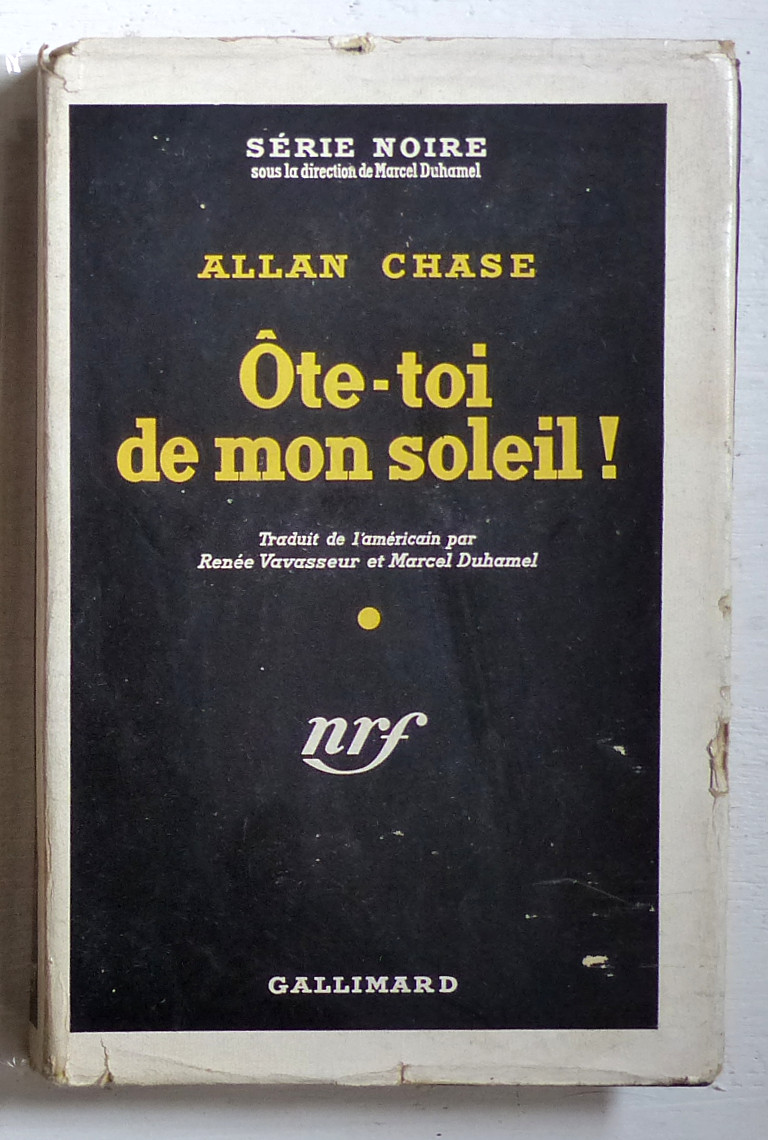 SÉRIE NOIRE
sous la direction de Marcel Duhamel
ALLAN CHASE
Ôte-toi
de mon soleil !
Traduit de l'américain par
Renée Vavasseur et Marcel Duhamel
nrf
GALLIMARD